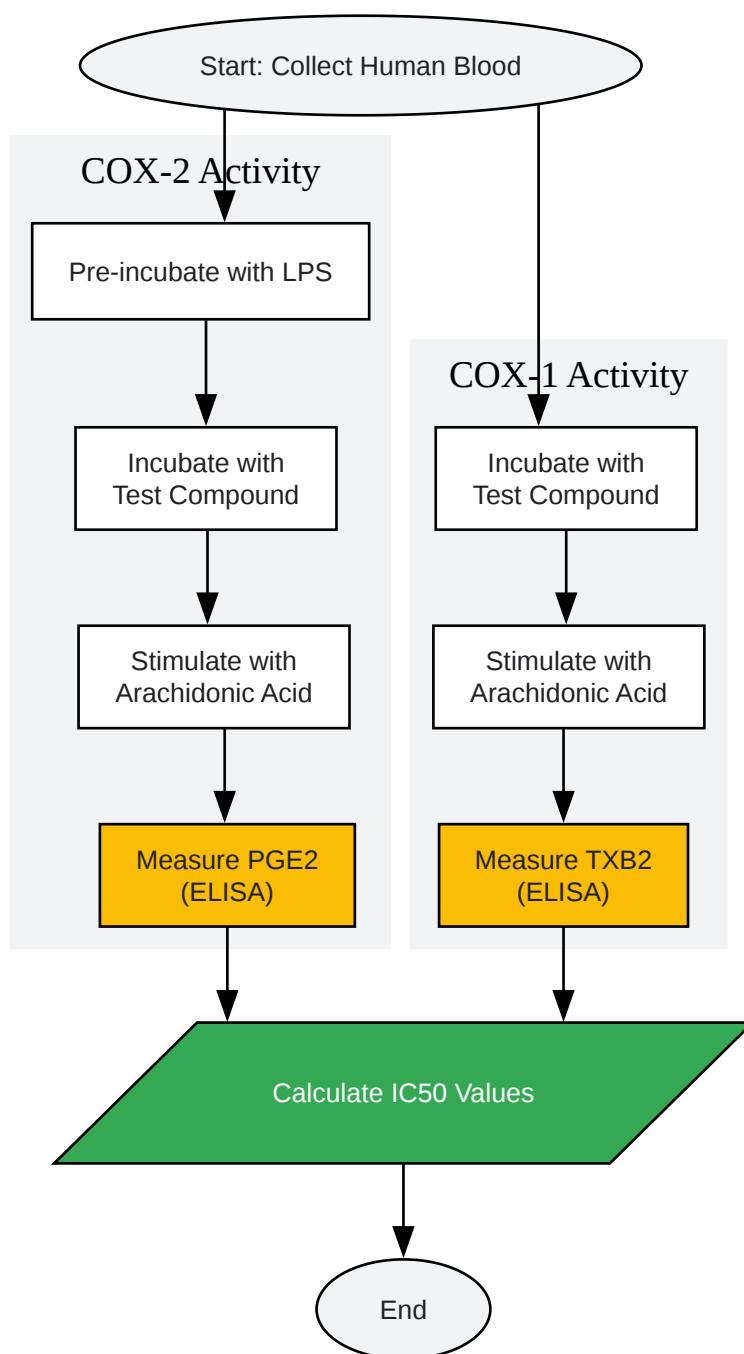 Start: Collect Human Blood
COX-2 Activity
Pre-incubate with LPS
Incubate with
Test Compound
Stimulate with
Arachidonic Acid
Measure PGE2
(ELISA)
COX-1 Activity
Incubate with
Test Compound
Stimulate with
Arachidonic Acid
Measure TXB2
(ELISA)
Calculate IC50 Values
End